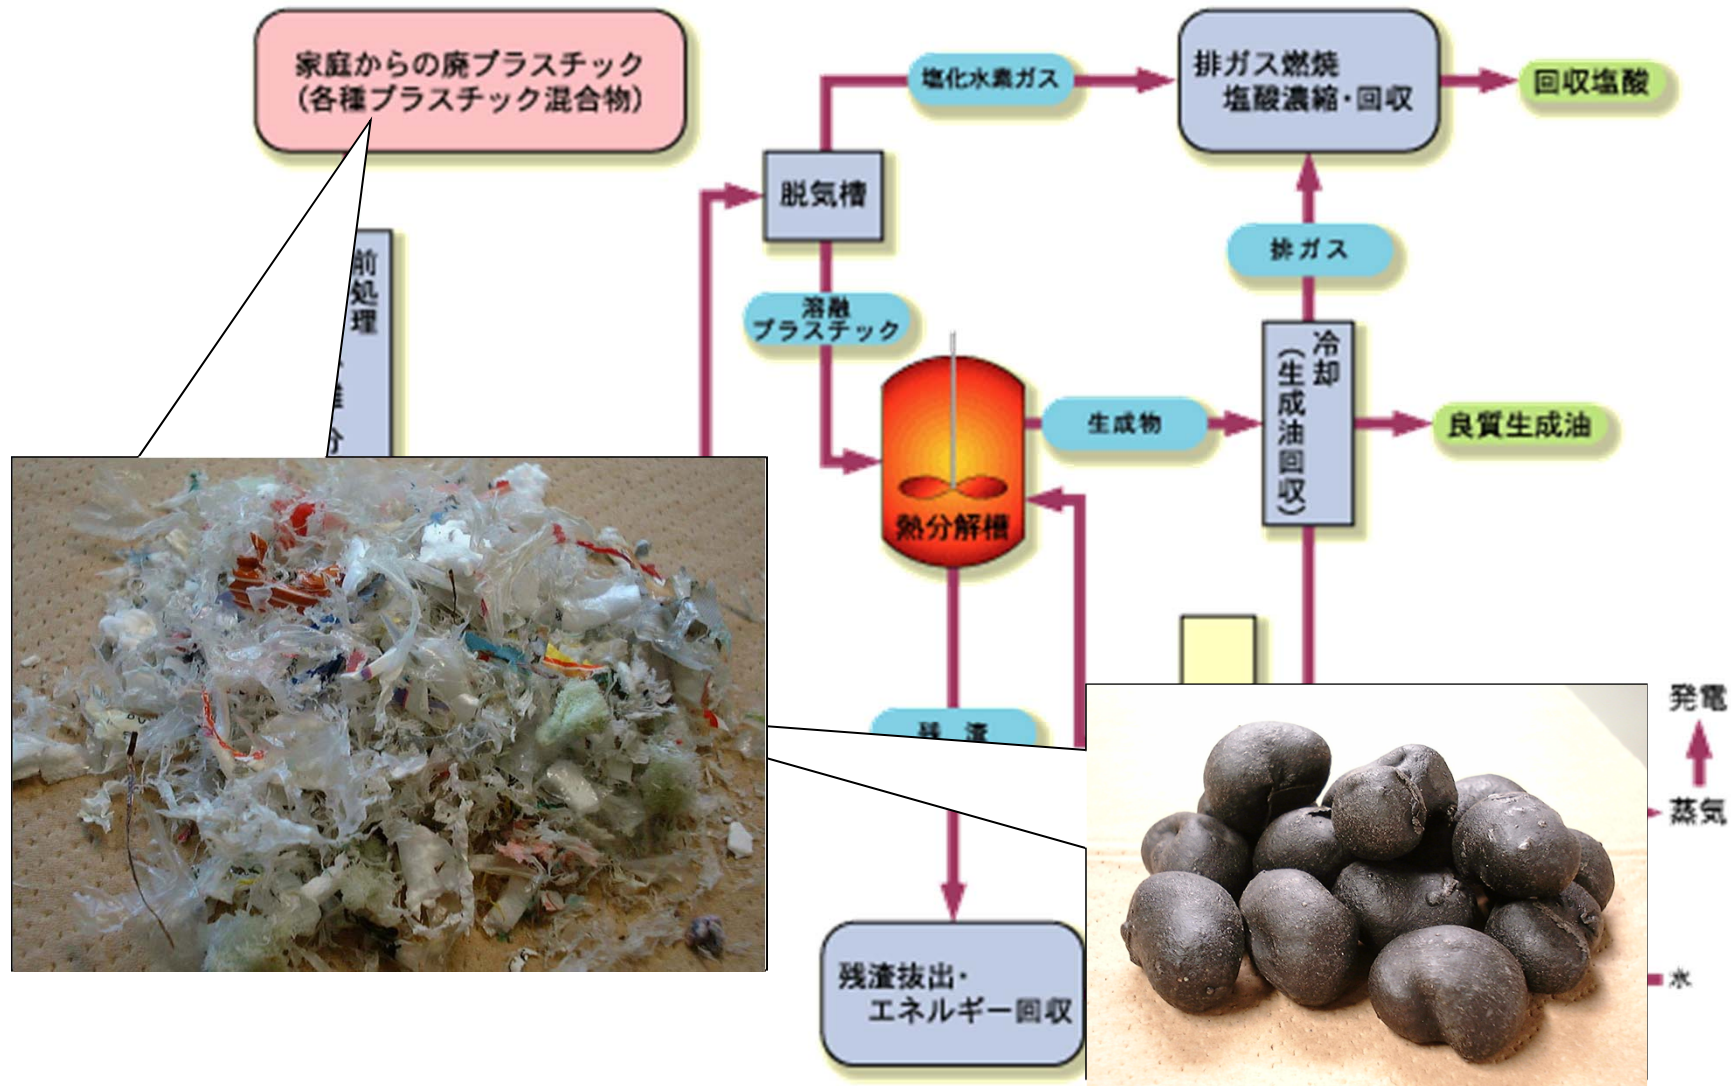 家庭からの廃プラスチック
（各種プラスチック混合物）
前処理
分
脱気槽
塩化水素ガス
排ガス燃焼
塩酸濃縮・回収
回収塩酸
溶融
プラスチック
排ガス
熱分解槽
生成物
冷却
（生成油回収）
良質生成油
残渣
残渣抜出・
エネルギー回収
発電
蒸気
水